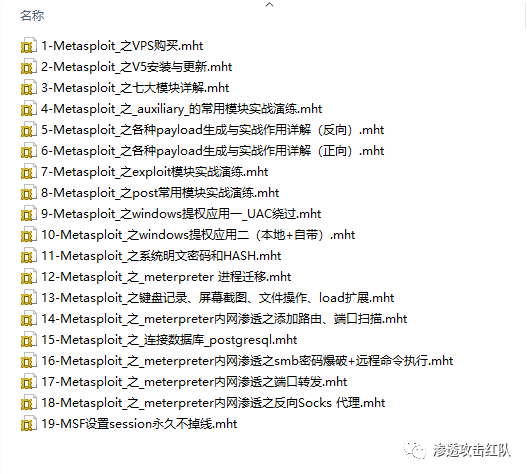 名称
1-Metasploit_之VPS购买.mht
2-Metasploit_之V5安装与更新.mht
3-Metasploit_之七大模块详解.mht
4-Metasploit_之_auxiliary_的常用模块实战演练.mht
5-Metasploit_之各种payload生成与实战作用详解（反向）.mht
6-Metasploit_之各种payload生成与实战作用详解（正向）.mht
7-Metasploit_之exploit模块实战演练.mht
8-Metasploit_之post常用模块实战演练.mht
9-Metasploit_之windows提权应用一_UAC绕过.mht
10-Metasploit_之windows提权应用二（本地+自带）.mht
11-Metasploit_之系统明文密码和HASH.mht
12-Metasploit_之_meterpreter 进程迁移.mht
13-Metasploit_之键盘记录、屏幕截图、文件操作、load扩展.mht
14-Metasploit_之_meterpreter内网渗透之添加路由、端口扫描.mht
15-Metasploit_之_连接数据库_postgresql.mht
16-Metasploit_之_meterpreter内网渗透之smb密码爆破+远程命令执行.mht
17-Metasploit_之_meterpreter内网渗透之端口转发.mht
18-Metasploit_之_meterpreter内网渗透之反向Socks 代理.mht
19-MSF设置session永久不掉线.mht
渗透攻击红队